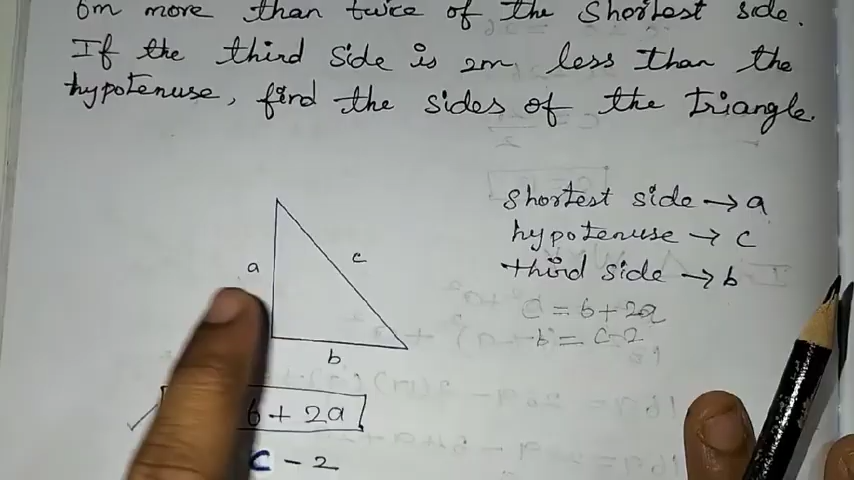 6m more than twice of the shortest side.
If the third side is 2m less than the
hypotenuse, find the sides of the triangle.
shortest side → a
hypotenuse → c
third side → b
c = 6 + 2a
b = c - 2
a
c
b
6 + 2a
c - 2